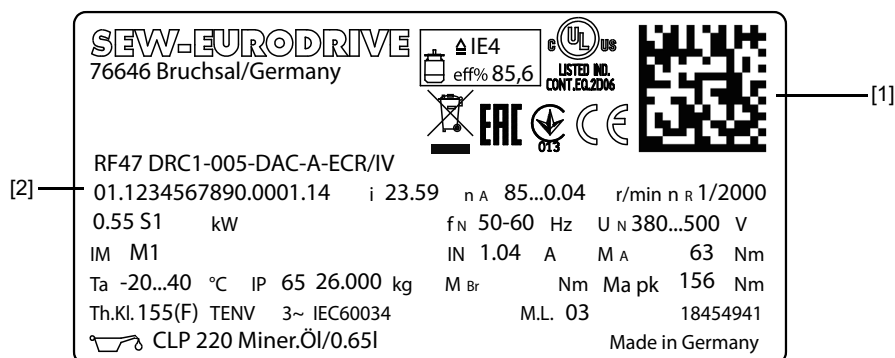 SEW-EURODRIVE
76646 Bruchsal/Germany
IE4
eff% 85,6
C UL US
LISTED IND.
CONT.EQ.2D06
EAC
013
CE
[1]
RF47 DRC1-005-DAC-A-ECR/IV
[2]
01.1234567890.0001.14 i 23.59 n A 85...0.04 r/min n R 1/2000
0.55 S1 kW f N 50-60 Hz U N 380...500 V
IM M1 IN 1.04 A M A 63 Nm
Ta -20...40 °C IP 65 26.000 kg M Br Nm Ma pk 156 Nm
Th.Kl. 155(F) TENV 3~ IEC60034 M.L. 03 18454941
CLP 220 Miner.Öl/0.65l Made in Germany